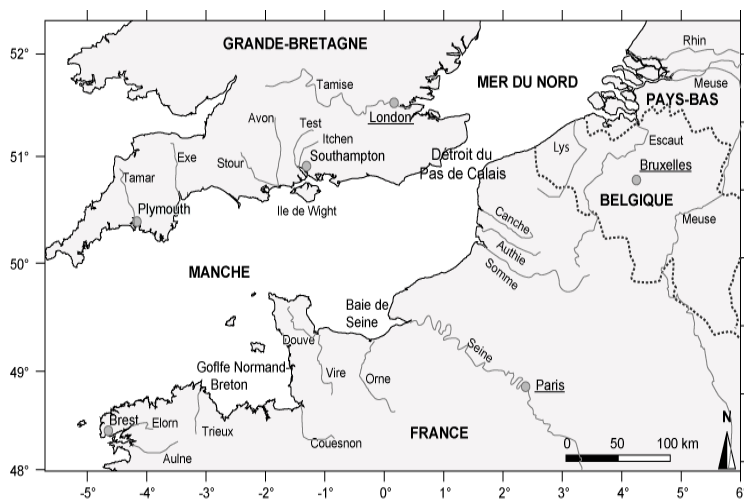 52°
GRANDE-BRETAGNE
Rhin
MER DU NORD
Tamise
Meuse
PAYS-BAS
London
Avon
Test
Itchen
Escaut
Lys
51°
Exe
Stour
Southampton
Détroit du
Pas de Calais
Bruxelles
Tamar
BELGIQUE
Plymouth
Ile de Wight
Canche
Meuse
Authie
Somme
50°
MANCHE
Baie de
Seine
Douve
Seine
49°
Golfe Normand-
Breton
Vire
Orne
Paris
Brest
Elorn
Trieux
Couesnon
FRANCE
N
0 50 100 km
Aulne
48°
-5° -4° -3° -2° -1° 0° 1° 2° 3° 4° 5° 6°